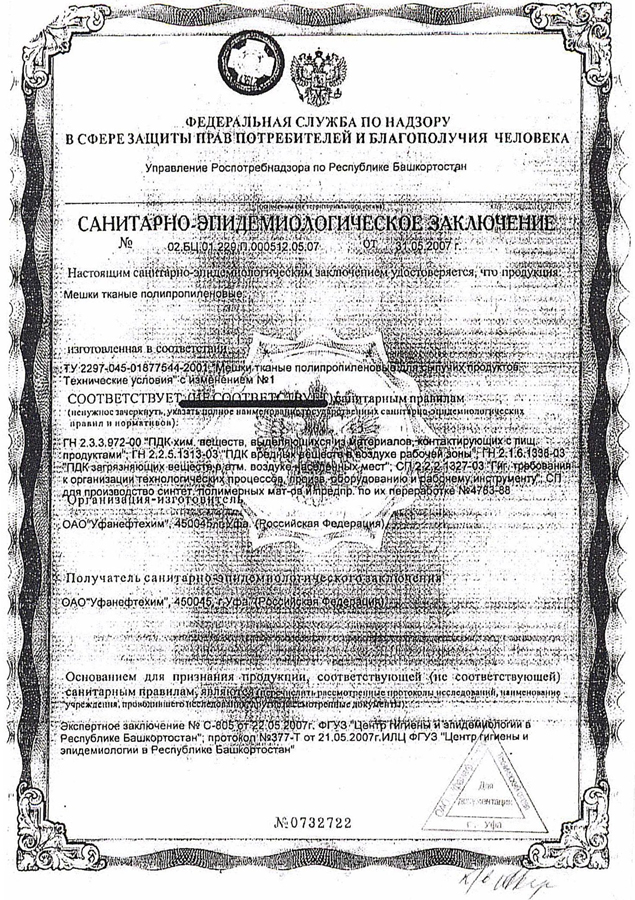 ФЕДЕРАЛЬНАЯ СЛУЖБА ПО НАДЗОРУ
В СФЕРЕ ЗАЩИТЫ ПРАВ ПОТРЕБИТЕЛЕЙ И БЛАГОПОЛУЧИЯ ЧЕЛОВЕКА
Управление Роспотребнадзора по Республике Башкортостан
САНИТАРНО-ЭПИДЕМИОЛОГИЧЕСКОЕ ЗАКЛЮЧЕНИЕ
№ 02.БЦ.01.229.П.000512.05.07 ОТ 31.05.2007 г.
Настоящим санитарно-эпидемиологическим заключением удостоверяется, что продукция:
Мешки тканые полипропиленовые
изготовленная в соответствии
ТУ 2297-045-01877544-2001 "Мешки тканые полипропиленовые для сыпучих продуктов.
Технические условия" с изменением №1
СООТВЕТСТВУЕТ (НЕ СООТВЕТСТВУЕТ) санитарным правилам
(ненужное зачеркнуть, указать полное наименование государственных санитарно-эпидемиологических
правил и нормативов):
ГН 2.3.3.972-00 "ПДК хим. веществ, выделяющихся из материалов, контактирующих с пищ.
продуктами"; ГН 2.2.5.1313-03 "ПДК вредных веществ в воздухе рабочей зоны"; ГН 2.1.6.1338-03
"ПДК загрязняющих веществ в атм. воздухе населенных мест"; СП 2.2.2.1327-03 "Гиг. требования
к организации технологических процессов, произв. оборудованию и рабочему инструменту"; СП
для производство синтет. полимерных мат-ов и предпр. по их переработке №4783-88
Организация-изготовитель
ОАО"Уфанефтехим", 450045, г.Уфа. (Российская Федерация)
Получатель санитарно-эпидемиологического заключения
ОАО"Уфанефтехим", 450045, г.Уфа. (Российская Федерация)
Основанием для признания продукции, соответствующей (не соответствующей)
санитарным правилам, являются (перечислить рассмотренные протоколы исследований, наименование
учреждения, проводившего исследования, другие рассмотренные документы):
Экспертное заключение № С-805 от 22.05.2007г. ФГУЗ "Центр гигиены и эпидемиологии в
Республике Башкортостан"; протокол №377-Т от 21.05.2007г.ИЛЦ ФГУЗ "Центр гигиены и
эпидемиологии в Республике Башкортостан"
Для
документации
г. Уфа
№0732722